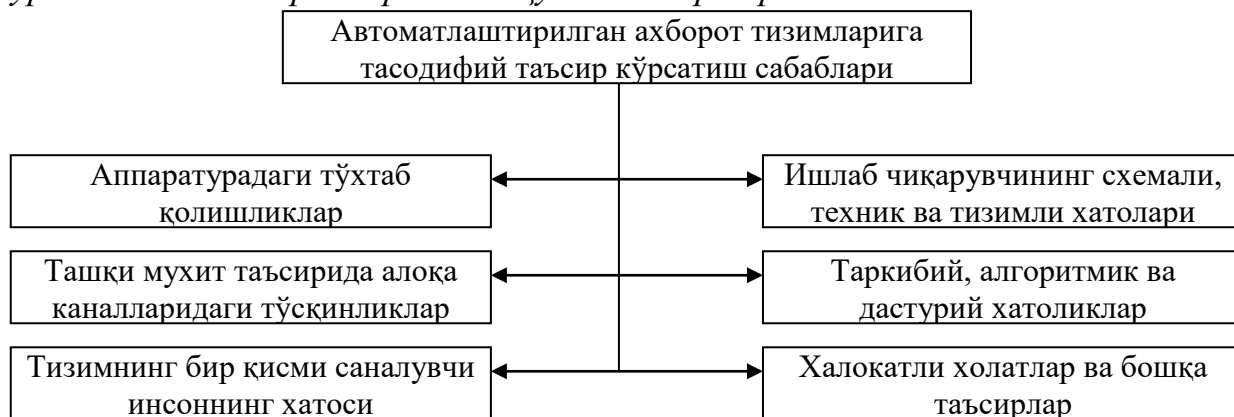 Автоматлаштирилган ахборот тизимларига
тасодифий таъсир кўрсатиш сабаблари
Аппаратурадаги тўхтаб
қолишликлар
Ишлаб чиқарувчининг схемали,
техник ва тизимли хатолари
Ташқи мухит таъсирида алоқа
каналларидаги тўсқинликлар
Таркибий, алгоритмик ва
дастурий хатоликлар
Тизимнинг бир қисми саналувчи
инсоннинг хатоси
Халокатли холатлар ва бошқа
таъсирлар